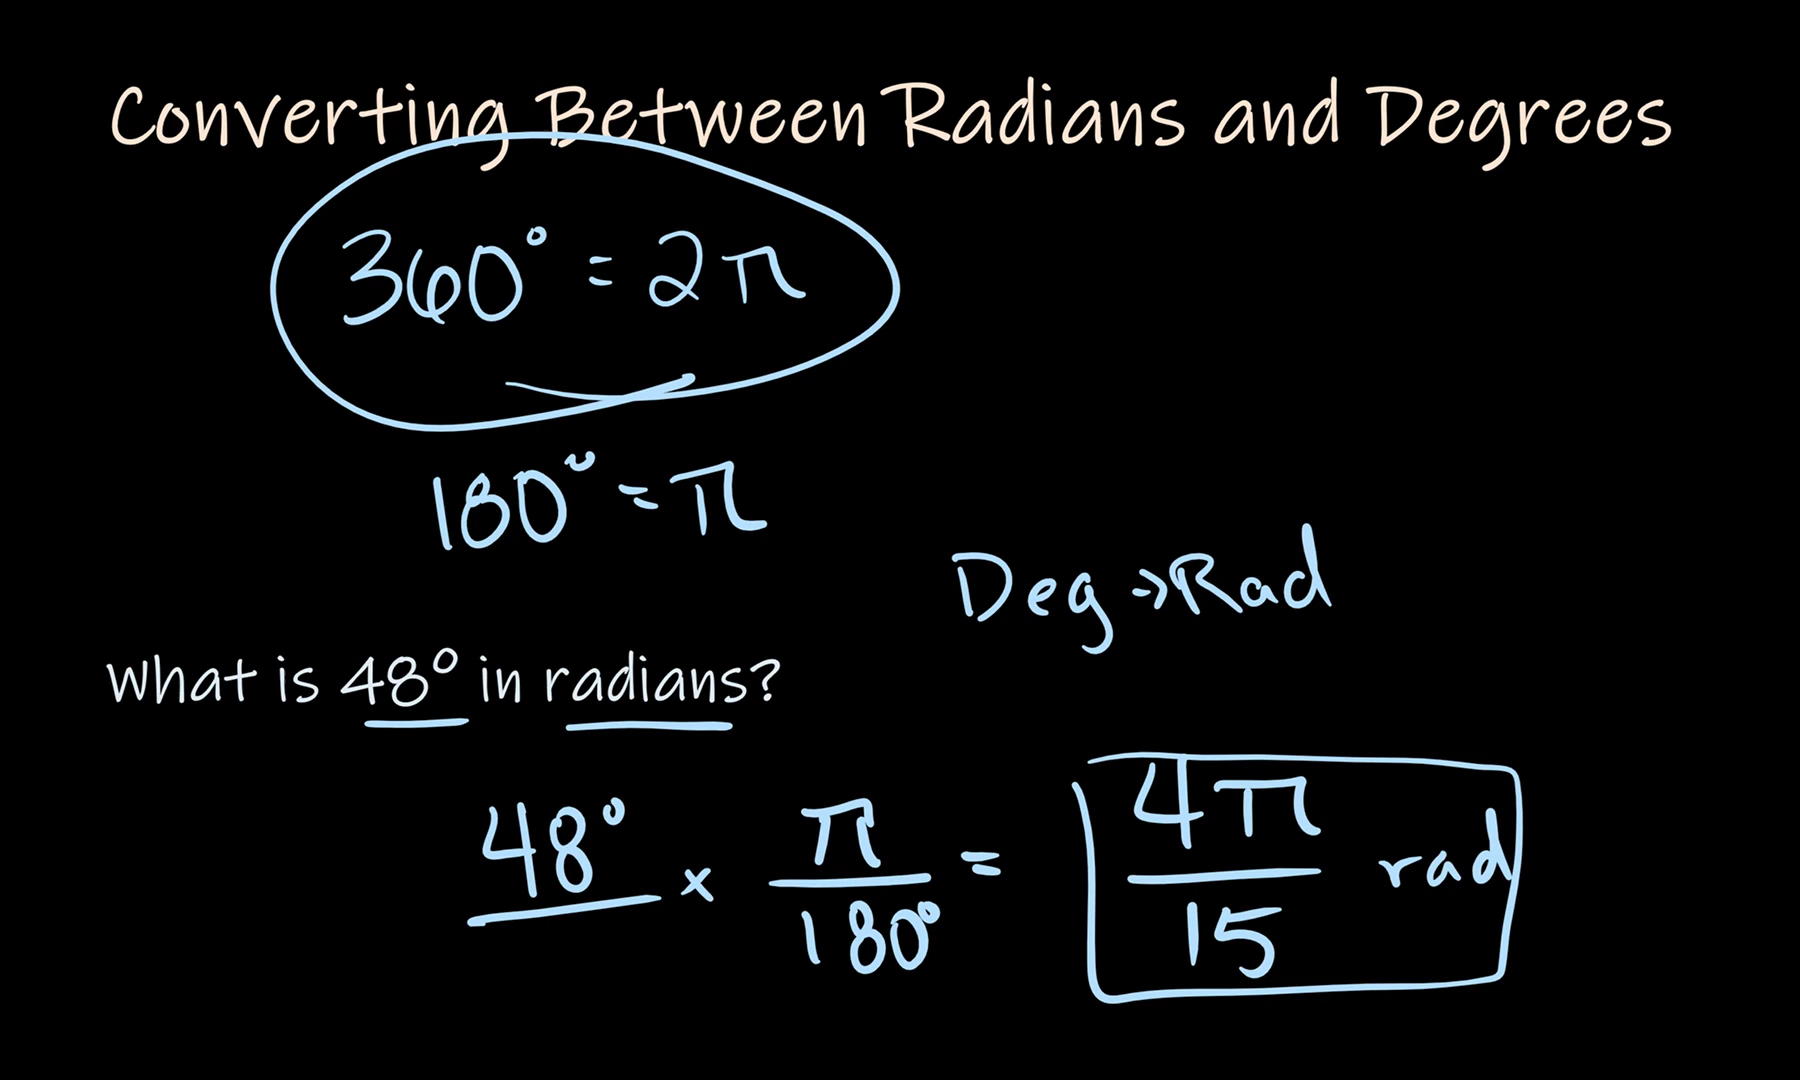 Converting Between Radians and Degrees
360° = 2π
180° = π
Deg → Rad
What is 48° in radians?
48° × π/180° = 4π/15 rad